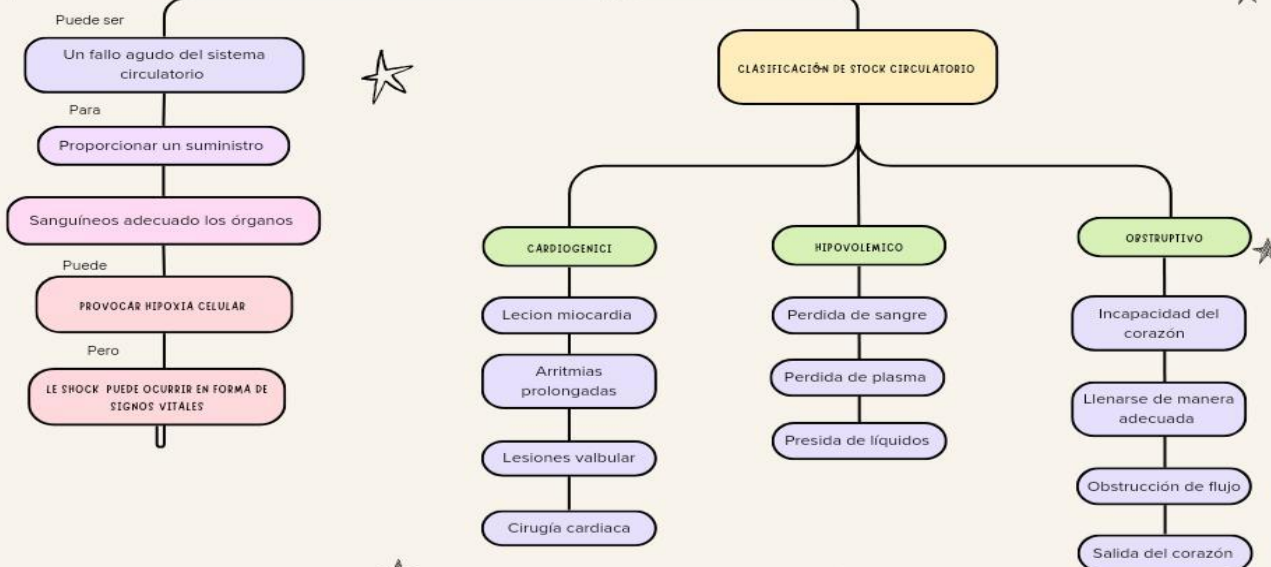 Puede ser
Un fallo agudo del sistema
circulatorio
Para
Proporcionar un suministro
Sanguíneos adecuado los órganos
Puede
PROVOCAR HIPOXIA CELULAR
Pero
LE SHOCK PUEDE OCURRIR EN FORMA DE
SIGNOS VITALES
CLASIFICACIÓN DE STOCK CIRCULATORIO
CARDIOGENICI
Lecion miocardia
Arritmias
prolongadas
Lesiones valbular
Cirugía cardiaca
HIPOVOLEMICO
Perdida de sangre
Perdida de plasma
Presida de líquidos
OBSTRUPTIVO
Incapacidad del
corazón
Llenarse de manera
adecuada
Obstrucción de flujo
Salida del corazón